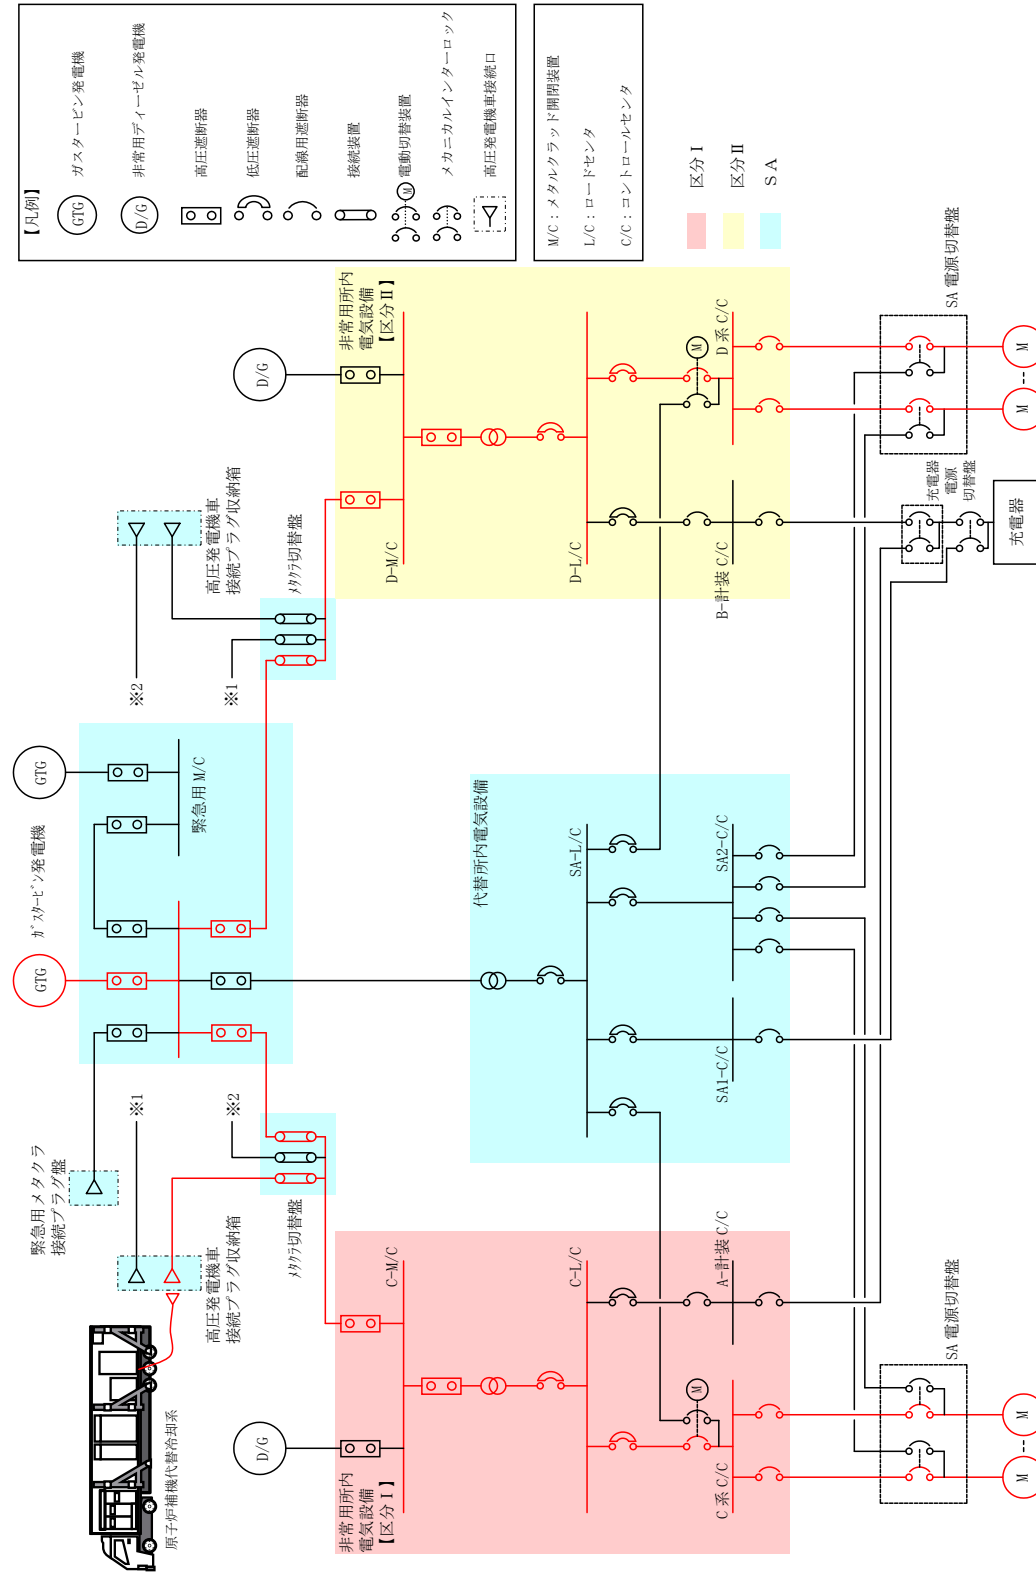 【凡例】
GTG
ガスタービン発電機
D/G
非常用ディーゼル発電機
高圧遮断器
低圧遮断器
配線用遮断器
接続装置
M
電動切替装置
メカニカルインターロック
高圧発電機車接続口
M/C：メタルクラッド開閉装置
L/C：ロードセンタ
C/C：コントロールセンタ
区分Ⅰ
区分Ⅱ
ＳＡ
原子炉補機代替冷却系
緊急用メタクラ
接続プラグ盤
高圧発電機車
接続プラグ収納箱
※1
※2
ﾒﾀｸﾗ切替盤
GTG
ｶﾞｽﾀｰﾋﾞﾝ発電機
GTG
緊急用 M/C
※2
※1
高圧発電機車
接続プラグ収納箱
ﾒﾀｸﾗ切替盤
D/G
非常用所内
電気設備
【区分Ⅰ】
C-M/C
C-L/C
M
C 系 C/C
A-計装 C/C
代替所内電気設備
SA-L/C
SA1-C/C
SA2-C/C
D/G
非常用所内
電気設備
【区分Ⅱ】
D-M/C
D-L/C
M
B-計装 C/C
D 系 C/C
SA 電源切替盤
M
M
充電器
電源
切替盤
充電器
SA 電源切替盤
M
M